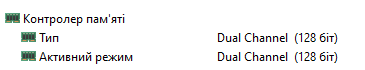 Контролер пам'яті
Тип Dual Channel (128 біт)
Активний режим Dual Channel (128 біт)